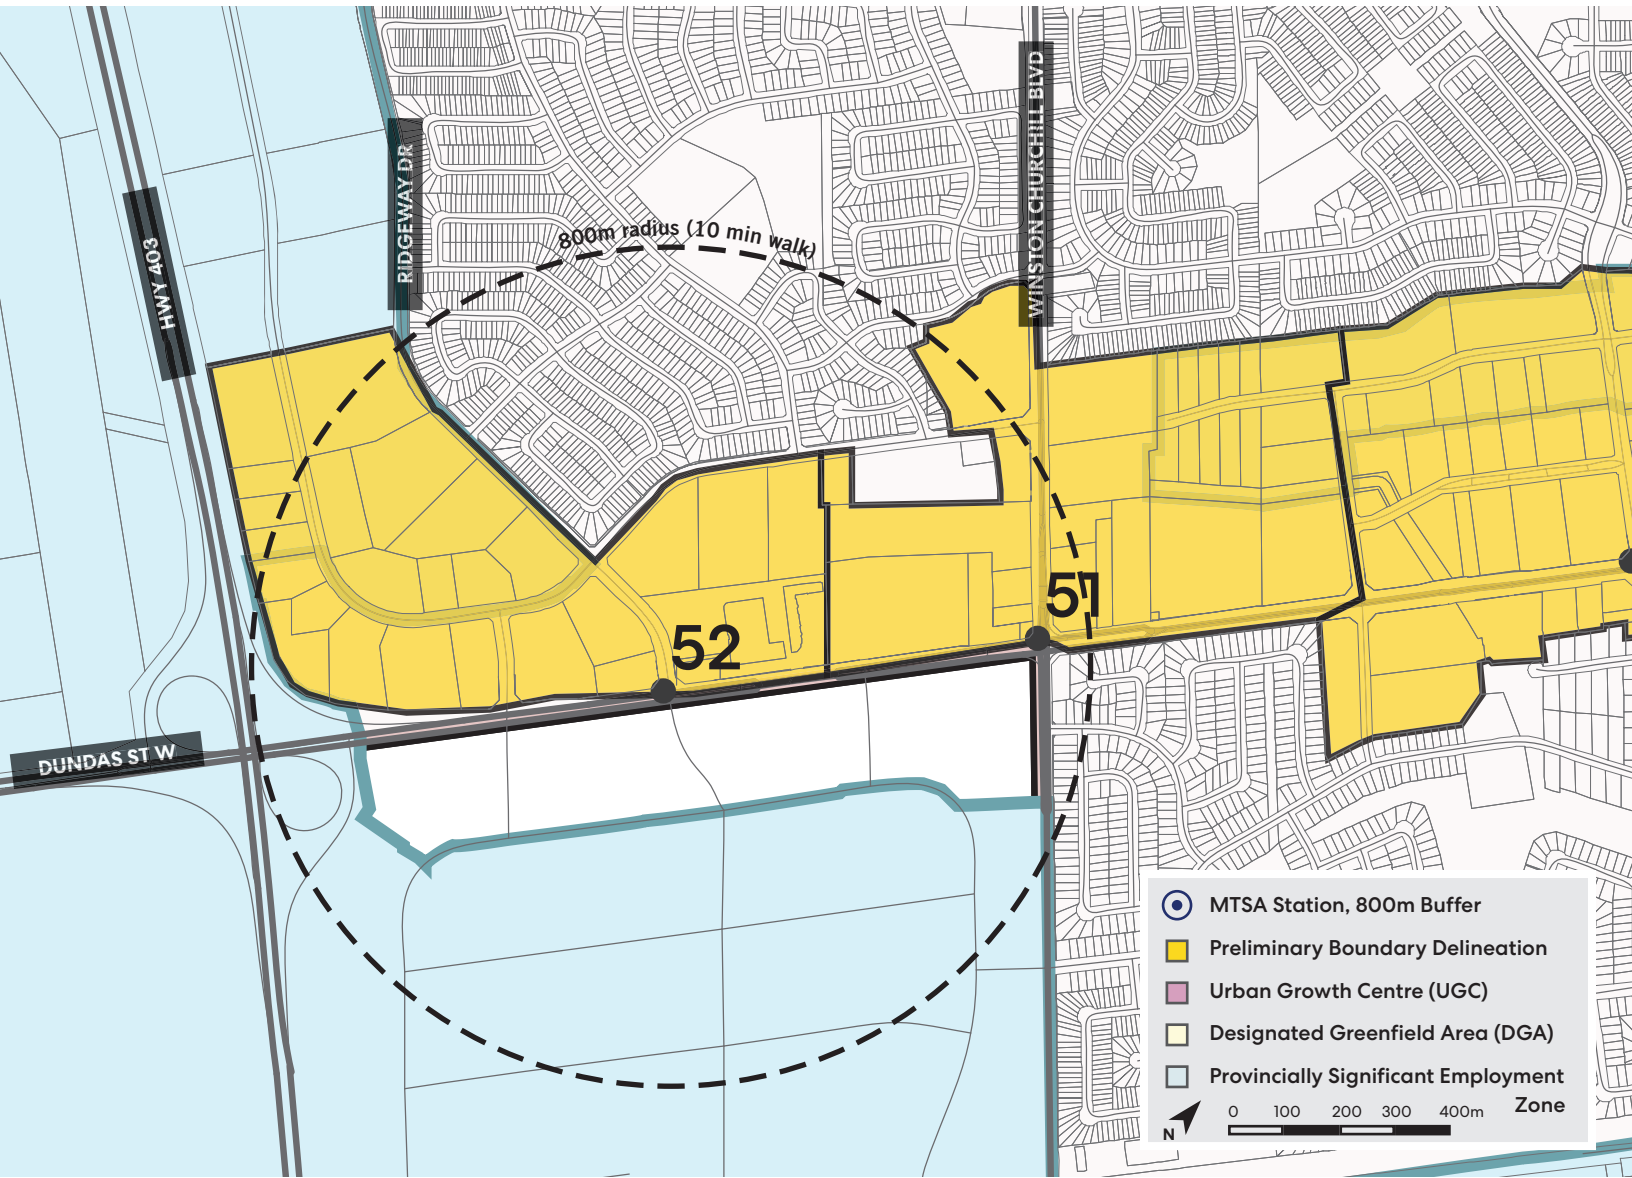 WINSTON CHURCHILL BLVD
RIDGEWAY DR
800m radius (10 min walk)
HWY 403
51
52
DUNDAS ST W
MTSA Station, 800m Buffer
Preliminary Boundary Delineation
Urban Growth Centre (UGC)
Designated Greenfield Area (DGA)
Provincially Significant Employment
Zone
0 100 200 300 400m
N